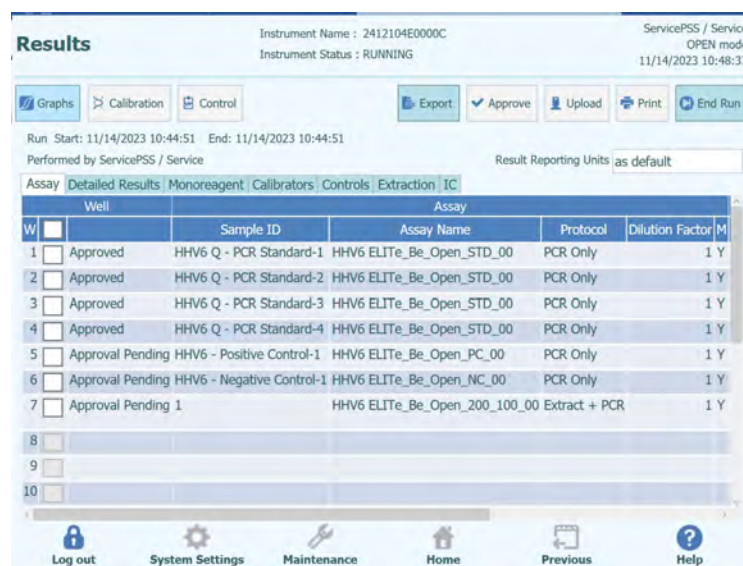 Results
Instrument Name : 2412104E0000C
Instrument Status : RUNNING
ServicePSS / Service
OPEN mode
11/14/2023 10:48:3
Graphs Calibration Control Export Approve Upload Print End Run
Run Start: 11/14/2023 10:44:51 End: 11/14/2023 10:44:51
Performed by ServicePSS / Service Result Reporting Units as default
Assay Detailed Results Monoreagent Calibrators Controls Extraction IC
Well Assay
W Sample ID Assay Name Protocol Dilution Factor M
1 Approved HHV6 Q - PCR Standard-1 HHV6 ELITe_Be_Open_STD_00 PCR Only 1 Y
2 Approved HHV6 Q - PCR Standard-2 HHV6 ELITe_Be_Open_STD_00 PCR Only 1 Y
3 Approved HHV6 Q - PCR Standard-3 HHV6 ELITe_Be_Open_STD_00 PCR Only 1 Y
4 Approved HHV6 Q - PCR Standard-4 HHV6 ELITe_Be_Open_STD_00 PCR Only 1 Y
5 Approval Pending HHV6 - Positive Control-1 HHV6 ELITe_Be_Open_PC_00 PCR Only 1 Y
6 Approval Pending HHV6 - Negative Control-1 HHV6 ELITe_Be_Open_NC_00 PCR Only 1 Y
7 Approval Pending 1 HHV6 ELITe_Be_Open_200_100_00 Extract + PCR 1 Y
8
9
10
Log out System Settings Maintenance Home Previous Help